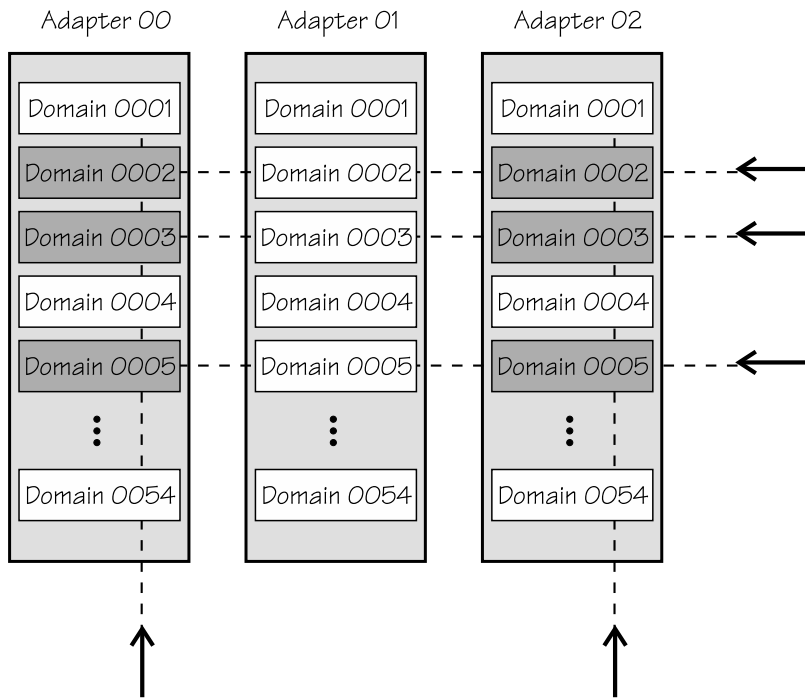 Adapter 00 Adapter 01 Adapter 02
Domain 0001 Domain 0001 Domain 0001
Domain 0002 Domain 0002 Domain 0002
Domain 0003 Domain 0003 Domain 0003
Domain 0004 Domain 0004 Domain 0004
Domain 0005 Domain 0005 Domain 0005
Domain 0054 Domain 0054 Domain 0054